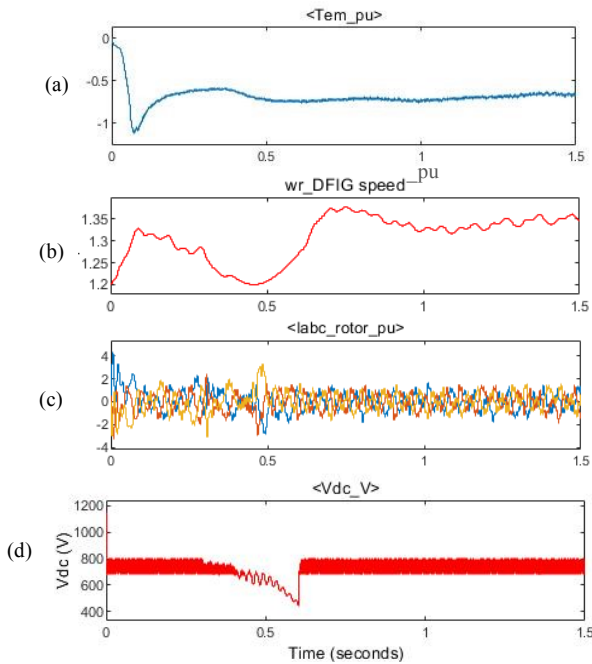 <Tem_pu>
(a)
0
-0.5
-1
0 0.5 1 1.5
wr_DFIG speed_pu
(b)
1.35
1.3
1.25
1.2
0 0.5 1 1.5
<Iabc_rotor_pu>
(c)
4
2
0
-2
-4
0 0.5 1 1.5
<Vdc_V>
(d)
Vdc (V)
1200
1000
800
600
400
0 0.5 1 1.5
Time (seconds)